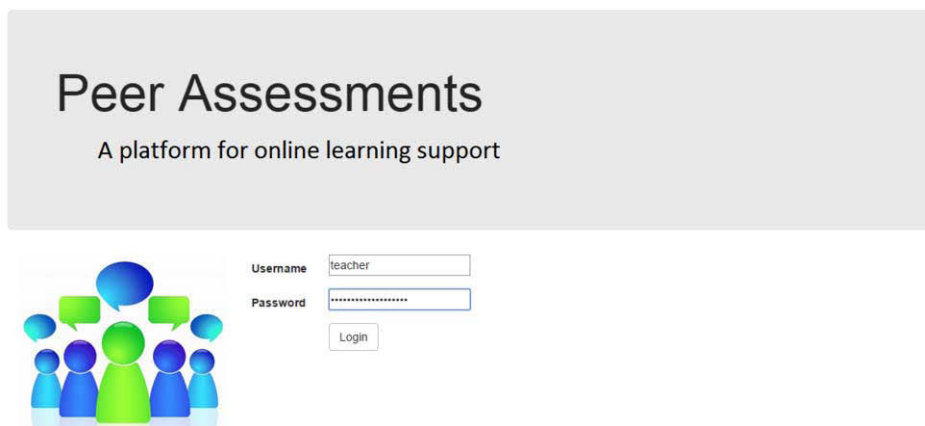 Peer Assessments
A platform for online learning support
Username teacher
Password •••••••••••••••••••
Login